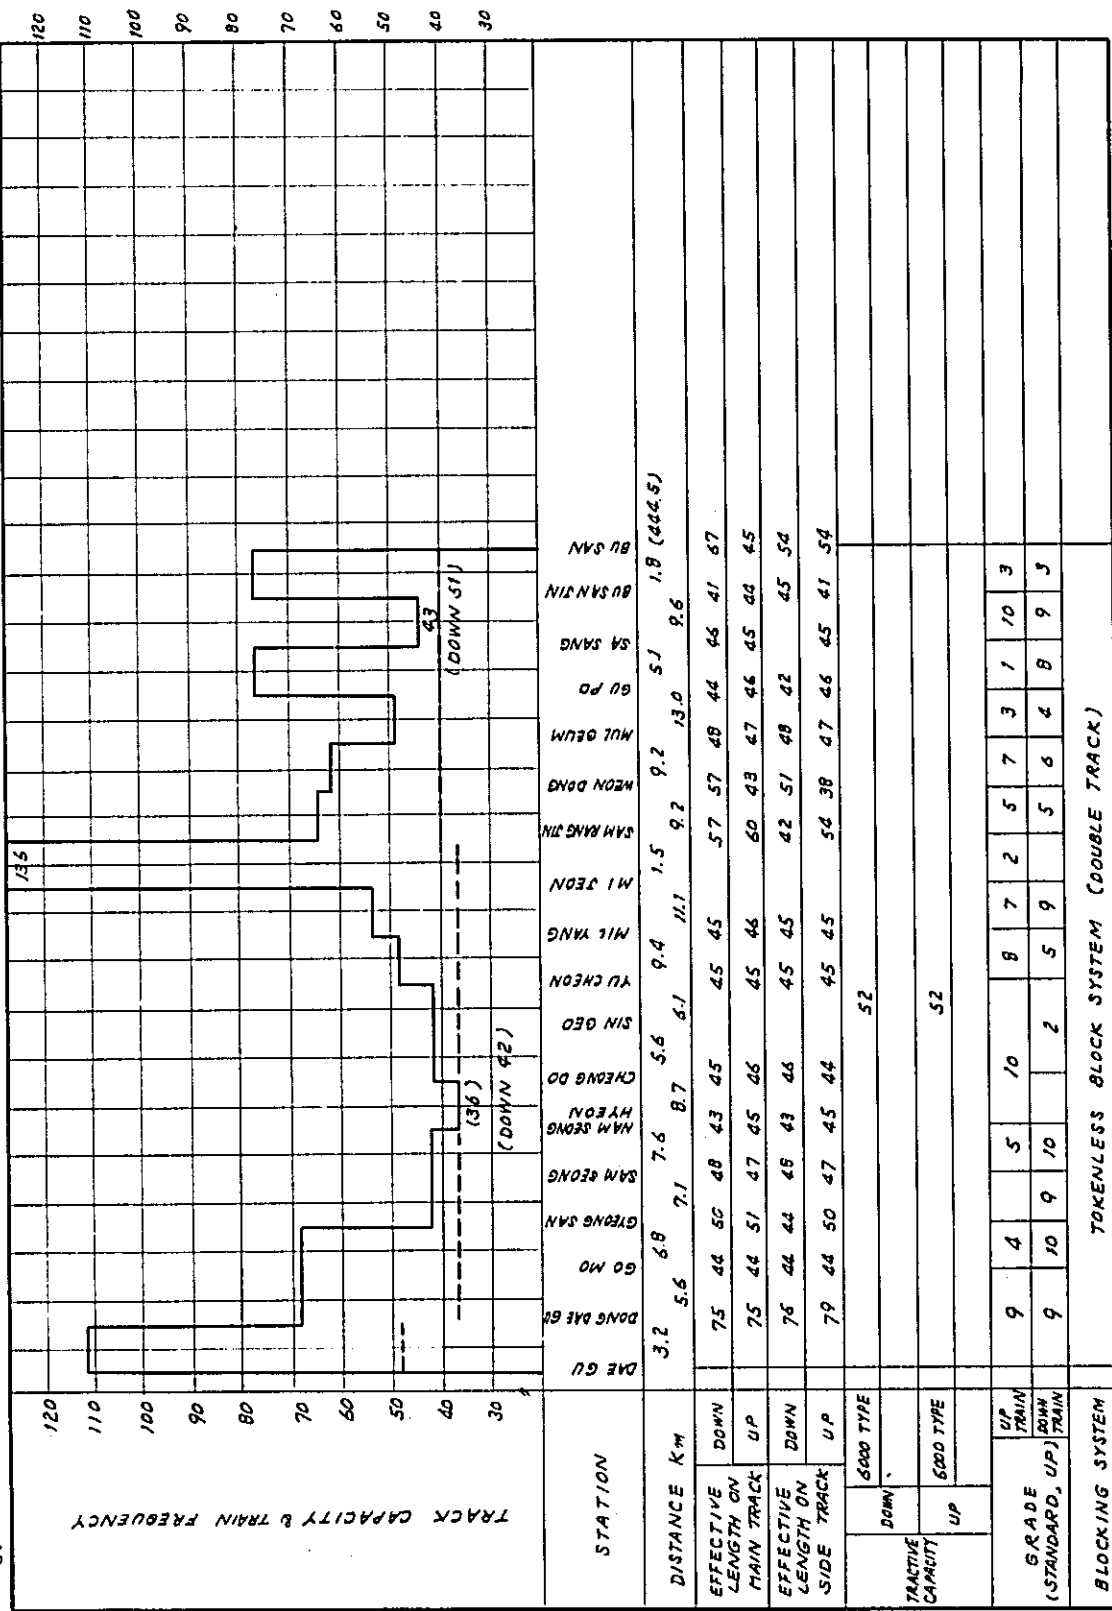 TRACK CAPACITY & TRAIN FREQUENCY
120 120
110 110
100 100
90 90
80 80
70 70
60 60
50 50
40 40
30 30
136
(36)
(DOWN 42)
43
(DOWN 51)
STATION DAE GU DONG DAE GU GO MO GYEONG SAN SAM SEONG NAM SEONG HYEON CHEONG DO SIN GEO YU CHEON MIL YANG MI JEON SAM RANG JIN WEON DONG MUL GEUM GU PO SA SANG BU SAN JIN BU SAN
DISTANCE Km 3.2 5.6 6.8 7.1 7.6 8.7 5.6 6.1 9.4 11.1 1.5 9.2 9.2 13.0 5.1 9.6 1.8 (444.5)
EFFECTIVE LENGTH ON MAIN TRACK
DOWN 75 44 50 48 43 45 45 45 57 57 48 44 46 41 67
UP 75 44 51 47 45 46 45 46 60 43 47 46 45 44 45
EFFECTIVE LENGTH ON SIDE TRACK
DOWN 76 44 44 48 43 46 45 45 42 51 48 42 45 54
UP 79 44 50 47 45 44 45 45 54 38 47 46 45 41 54
TRACTIVE CAPACITY
DOWN 6000 TYPE 52
UP 6000 TYPE 52
GRADE (STANDARD, UP)
UP TRAIN 9 4 5 10 8 7 2 5 7 3 1 10 3
DOWN TRAIN 9 10 9 10 2 5 9 5 6 4 8 9 3
BLOCKING SYSTEM TOKENLESS BLOCK SYSTEM (DOUBLE TRACK)